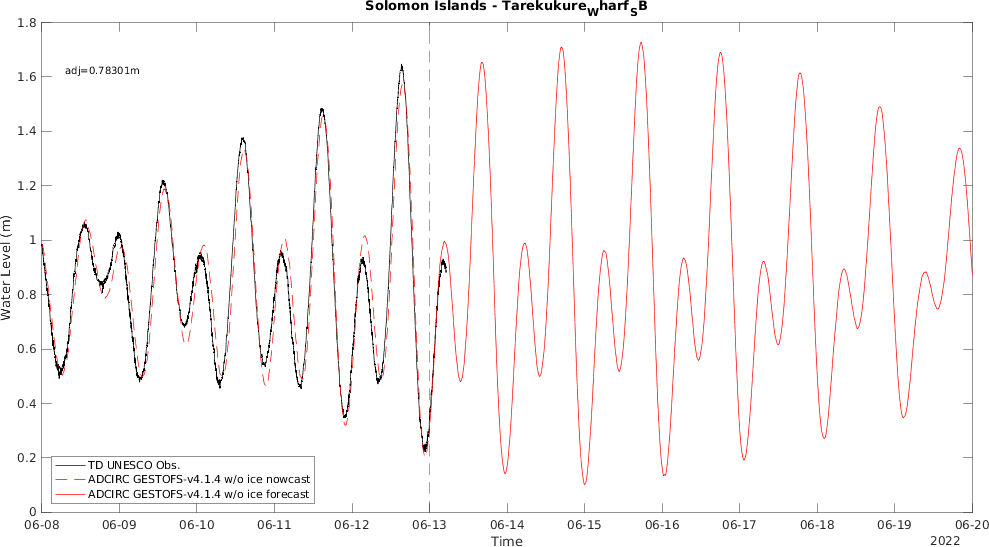 Solomon Islands - TarekukureWharfSB
1.8
adj=0.78301m
1.6
1.4
1.2
1
0.8
0.6
0.4
0.2
0
Water Level (m)
TD UNESCO Obs.
ADCIRC GESTOFS-v4.1.4 w/o ice nowcast
ADCIRC GESTOFS-v4.1.4 w/o ice forecast
06-08 06-09 06-10 06-11 06-12 06-13 06-14 06-15 06-16 06-17 06-18 06-19 06-20
Time
2022